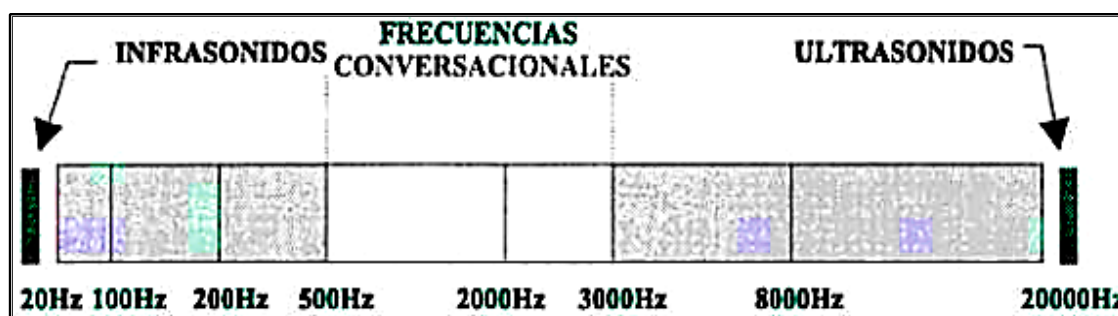 INFRASONIDOS
FRECUENCIAS
CONVERSACIONALES
ULTRASONIDOS
20Hz 100Hz 200Hz 500Hz 2000Hz 3000Hz 8000Hz 20000Hz